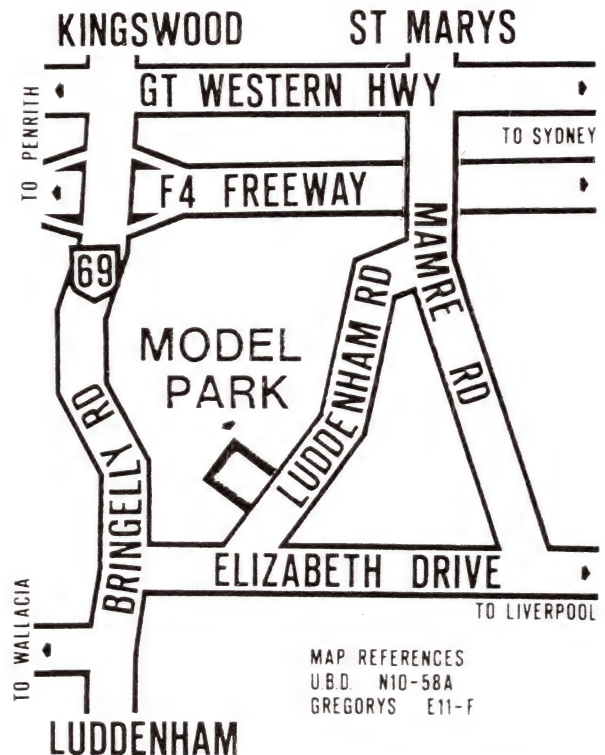 KINGSWOOD
ST MARYS
GT WESTERN HWY
TO PENRITH
TO SYDNEY
F4 FREEWAY
MAMRE RD
69
LUDDENHAM RD
MODEL
PARK
BRINGELLY RD
ELIZABETH DRIVE
TO LIVERPOOL
TO WALLACIA
MAP REFERENCES
U.B.D. N10-58A
GREGORYS E11-F
LUDDENHAM